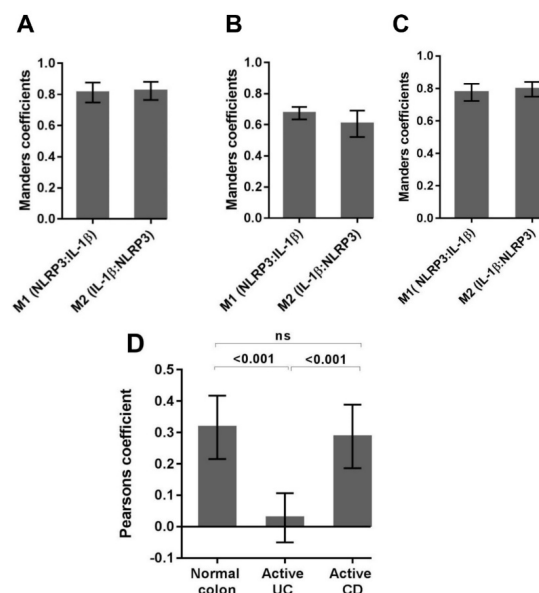 A
Manders coefficients
1.0
0.8
0.6
0.4
0.2
0.0
M1 (NLRP3:IL-1β)
M2 (IL-1β:NLRP3)
B
Manders coefficients
1.0
0.8
0.6
0.4
0.2
0.0
M1 (NLRP3:IL-1β)
M2 (IL-1β:NLRP3)
C
Manders coefficients
1.0
0.8
0.6
0.4
0.2
0.0
M1( NLRP3:IL-1β)
M2 (IL-1β:NLRP3)
D
ns
<0.001 <0.001
Pearsons coefficient
0.5
0.4
0.3
0.2
0.1
0.0
-0.1
Normal
colon
Active
UC
Active
CD